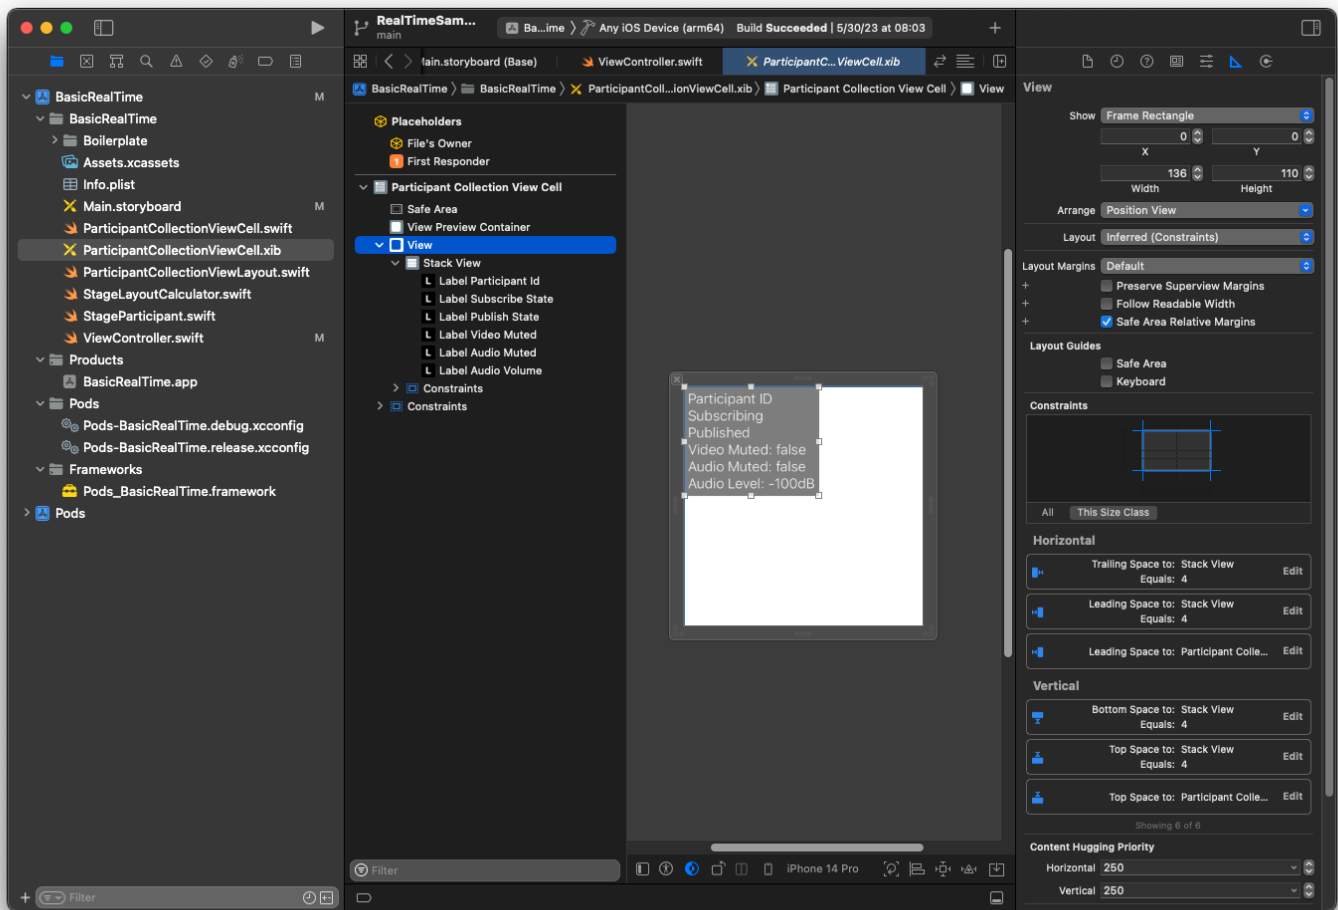 RealTimeSam...
main
Ba...ime
Any iOS Device (arm64)
Build Succeeded | 5/30/23 at 08:03
BasicRealTime
M
BasicRealTime
Boilerplate
Assets.xcassets
Info.plist
Main.storyboard
M
ParticipantCollectionViewCell.swift
ParticipantCollectionViewCell.xib
ParticipantCollectionViewLayout.swift
StageLayoutCalculator.swift
StageParticipant.swift
ViewController.swift
M
Products
BasicRealTime.app
Pods
Pods-BasicRealTime.debug.xcconfig
Pods-BasicRealTime.release.xcconfig
Frameworks
Pods_BasicRealTime.framework
Pods
Filter
Main.storyboard (Base)
ViewController.swift
ParticipantC...ViewCell.xib
BasicRealTime
BasicRealTime
ParticipantColl...ionViewCell.xib
Participant Collection View Cell
View
Placeholders
File's Owner
1
First Responder
Participant Collection View Cell
Safe Area
View Preview Container
View
Stack View
L Label Participant Id
L Label Subscribe State
L Label Publish State
L Label Video Muted
L Label Audio Muted
L Label Audio Volume
Constraints
Constraints
Filter
Participant ID
Subscribing
Published
Video Muted: false
Audio Muted: false
Audio Level: -100dB
iPhone 14 Pro
View
Show Frame Rectangle
0 0
X Y
136 110
Width Height
Arrange Position View
Layout Inferred (Constraints)
Layout Margins Default
Preserve Superview Margins
Follow Readable Width
Safe Area Relative Margins
Layout Guides
Safe Area
Keyboard
Constraints
All This Size Class
Horizontal
Trailing Space to: Stack View
Equals: 4
Edit
Leading Space to: Stack View
Equals: 4
Edit
Leading Space to: Participant Colle... Edit
Vertical
Bottom Space to: Stack View
Equals: 4
Edit
Top Space to: Stack View
Equals: 4
Edit
Top Space to: Participant Colle... Edit
Showing 6 of 6
Content Hugging Priority
Horizontal 250
Vertical 250